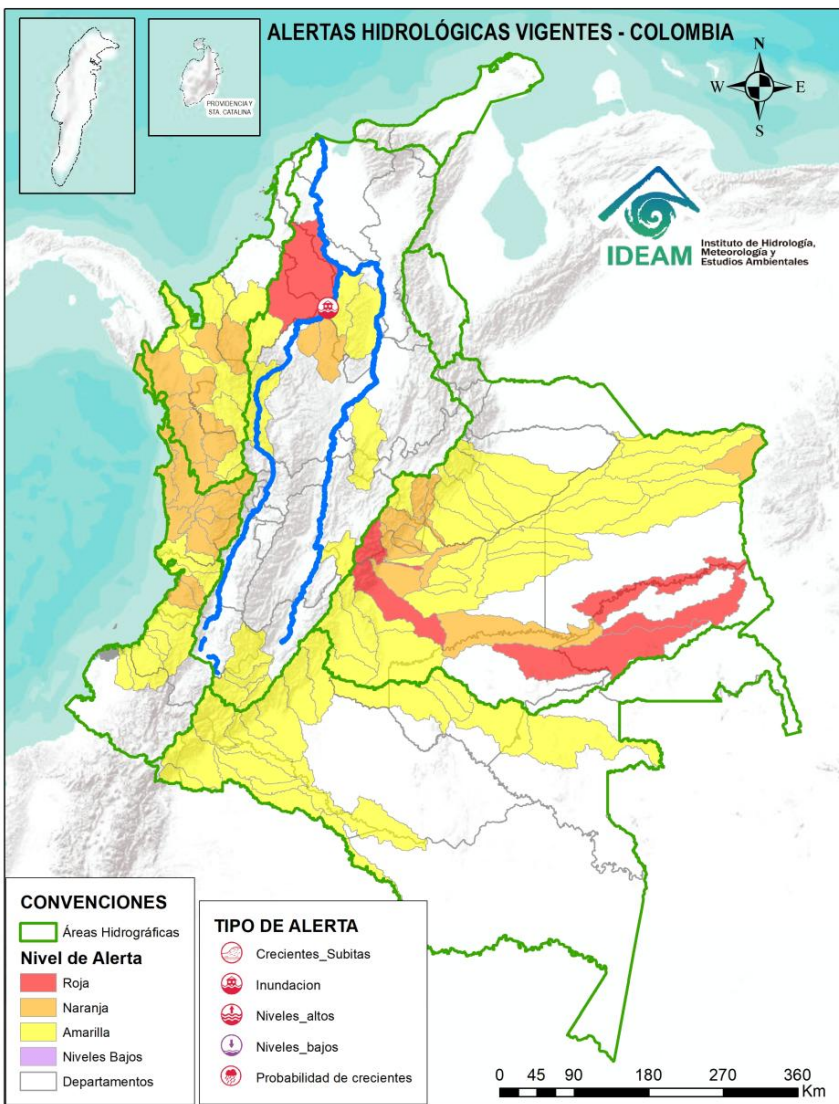 ALERTAS HIDROLÓGICAS VIGENTES - COLOMBIA
PROVIDENCIA Y
STA. CATALINA
N
W
E
S
IDEAM
Instituto de Hidrología,
Meteorología y
Estudios Ambientales
CONVENCIONES
Áreas Hidrográficas
Nivel de Alerta
Roja
Naranja
Amarilla
Niveles Bajos
Departamentos
TIPO DE ALERTA
Crecientes_Subitas
Inundacion
Niveles_altos
Niveles_bajos
Probabilidad de crecientes
0 45 90 180 270 360
Km